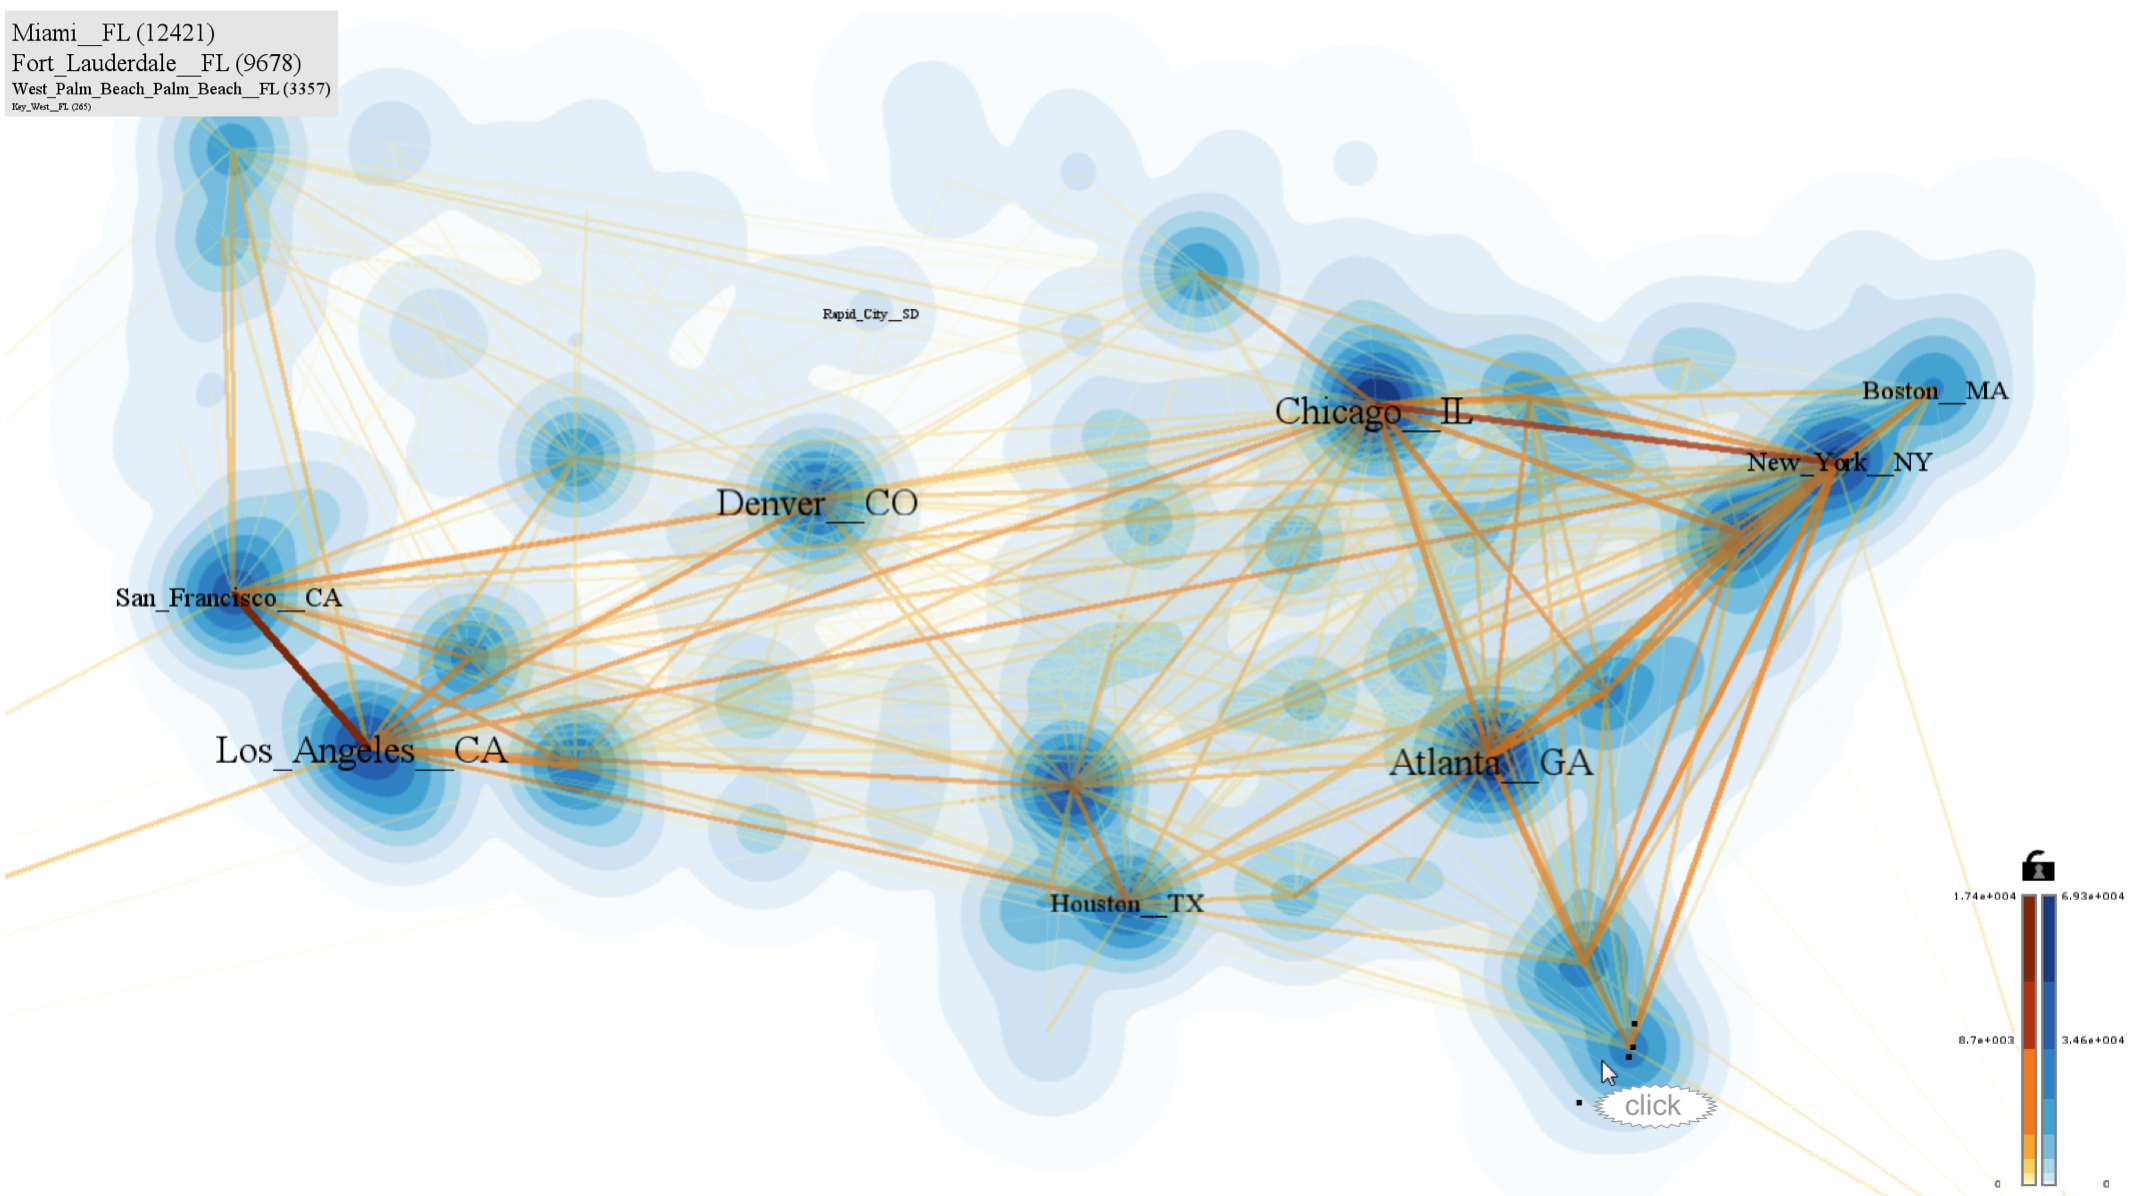 Miami__FL (12421)
Fort_Lauderdale__FL (9678)
West_Palm_Beach_Palm_Beach__FL (3357)
Key_West__FL (265)
Rapid_City__SD
Boston__MA
Chicago__IL
New_York__NY
Denver__CO
San_Francisco__CA
Los_Angeles__CA
Atlanta__GA
Houston__TX
1.74e+004 6.93e+004
8.7e+003 3.46e+004
click
0 0